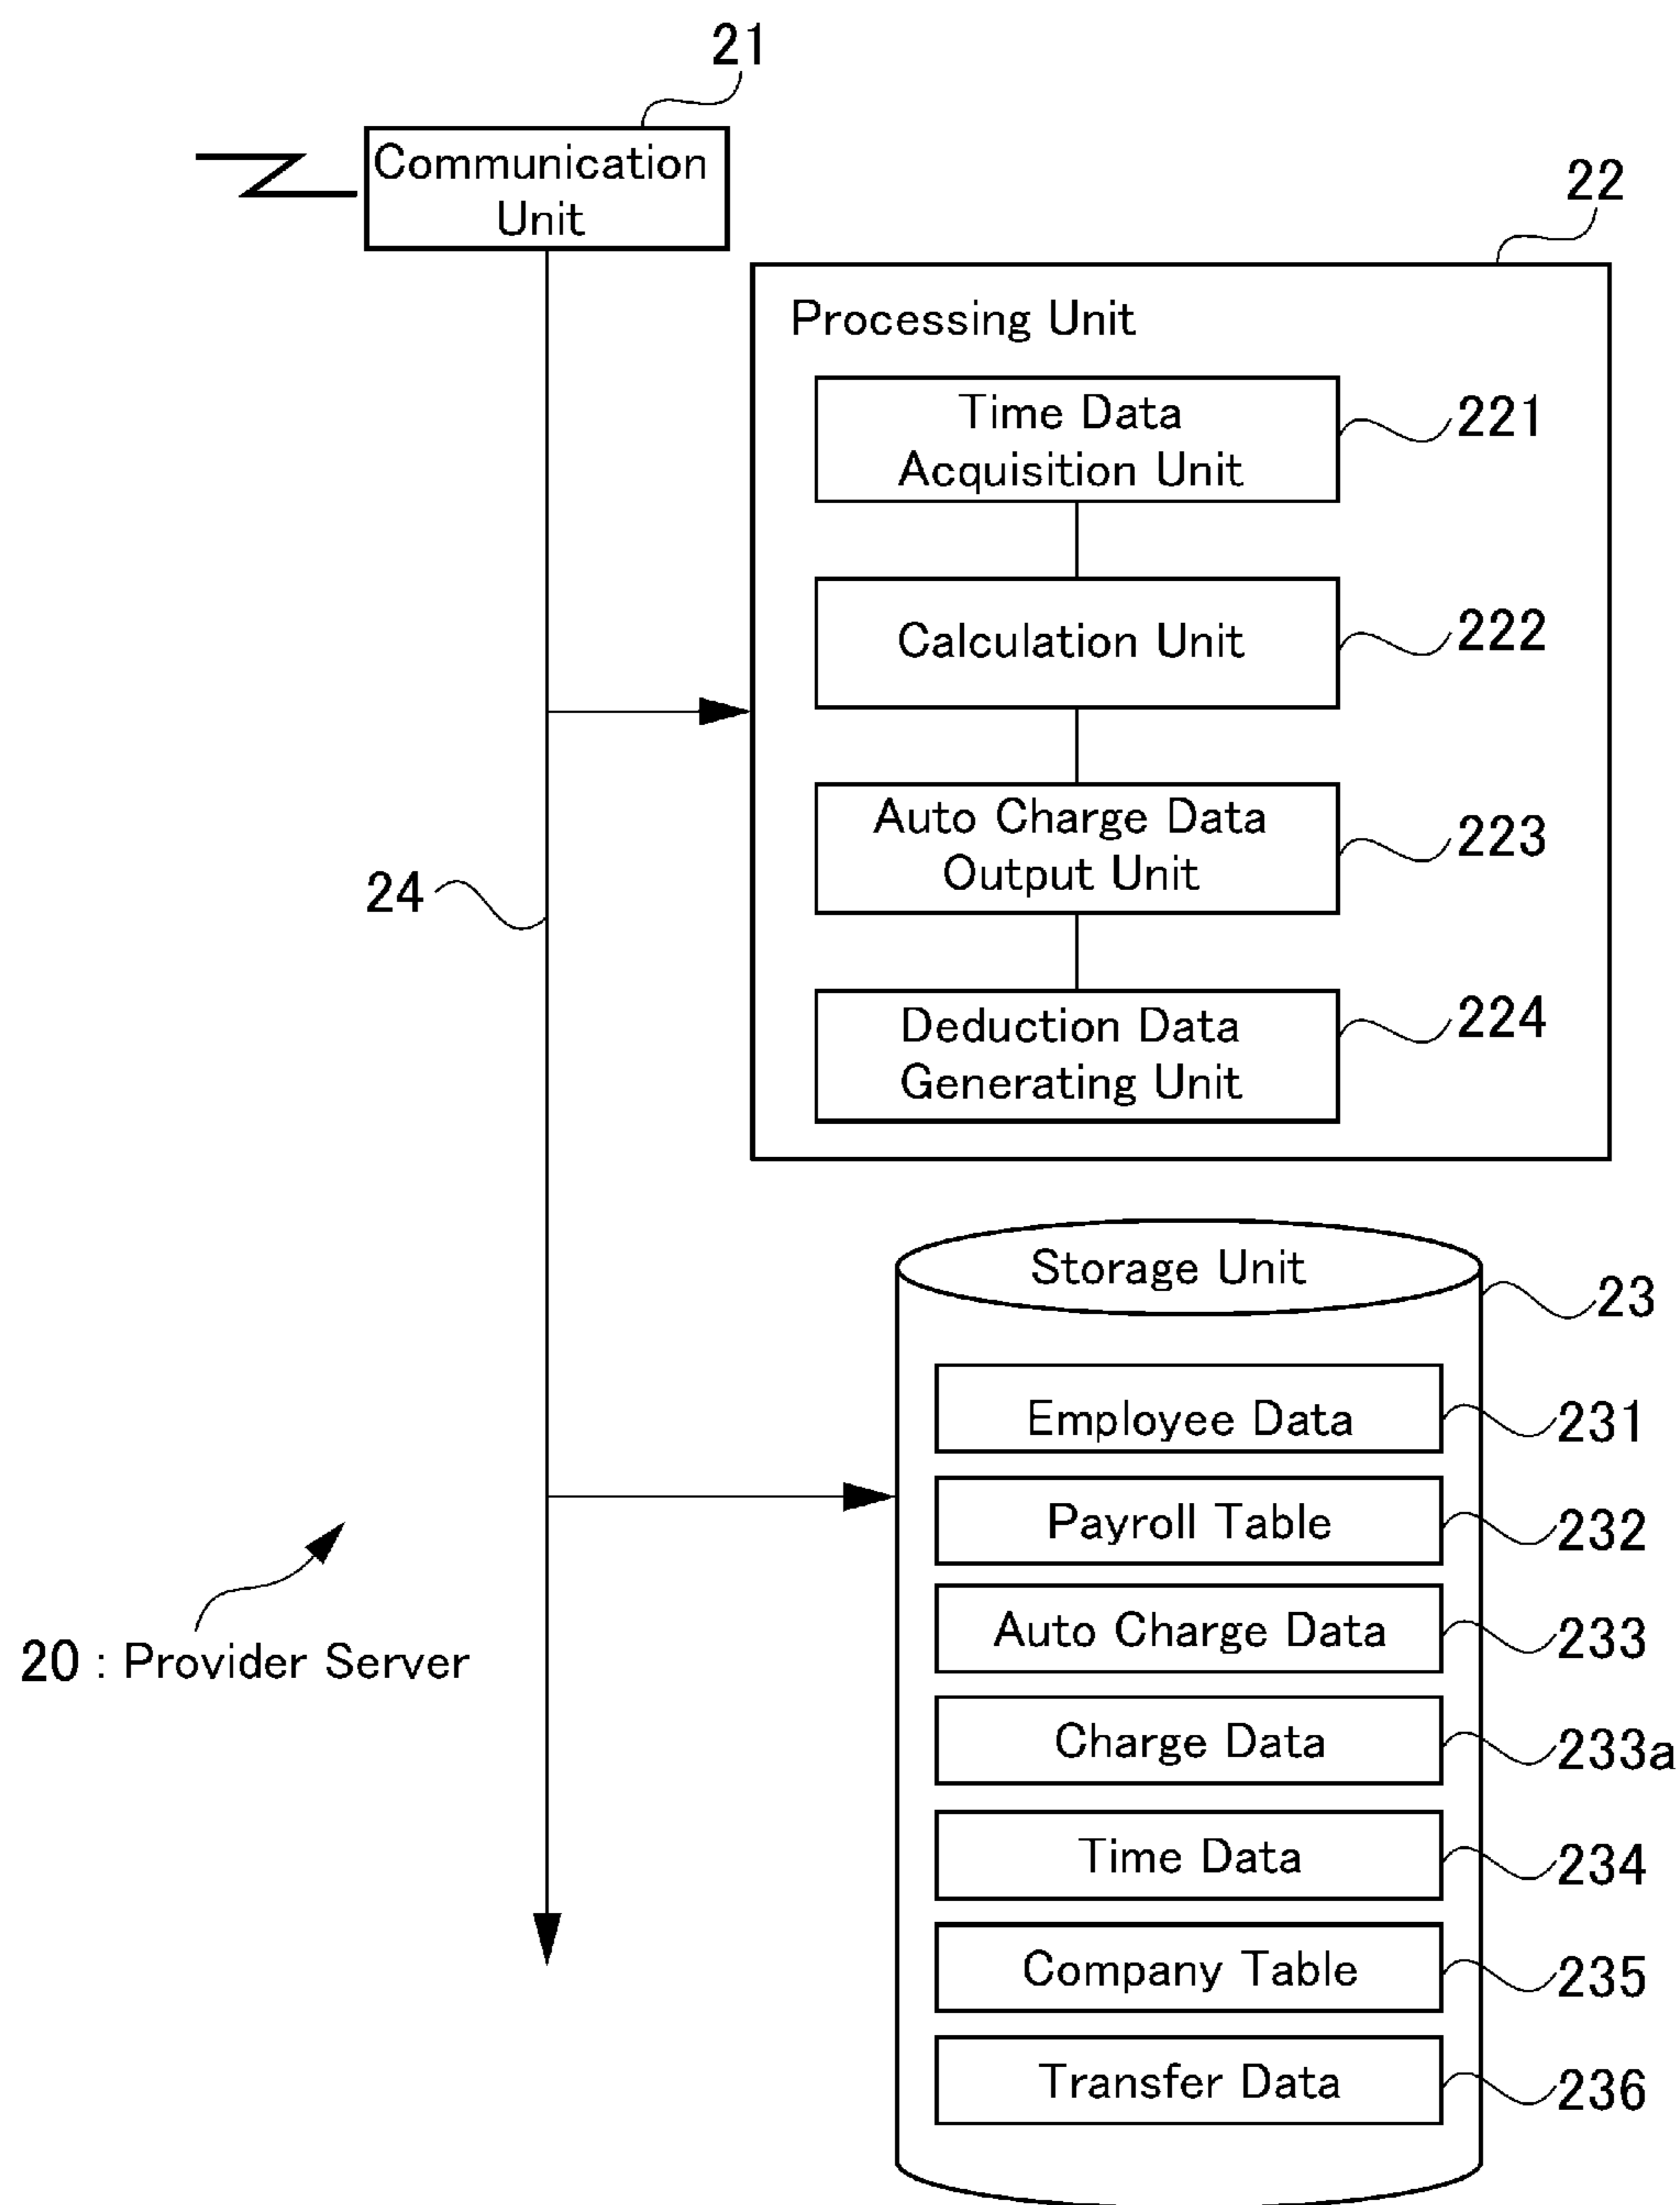 21
Communication
Unit
22
Processing Unit
Time Data
Acquisition Unit
221
Calculation Unit
222
Auto Charge Data
Output Unit
223
24
Deduction Data
Generating Unit
224
Storage Unit
23
Employee Data
231
Payroll Table
232
Auto Charge Data
233
20 : Provider Server
Charge Data
233a
Time Data
234
Company Table
235
Transfer Data
236